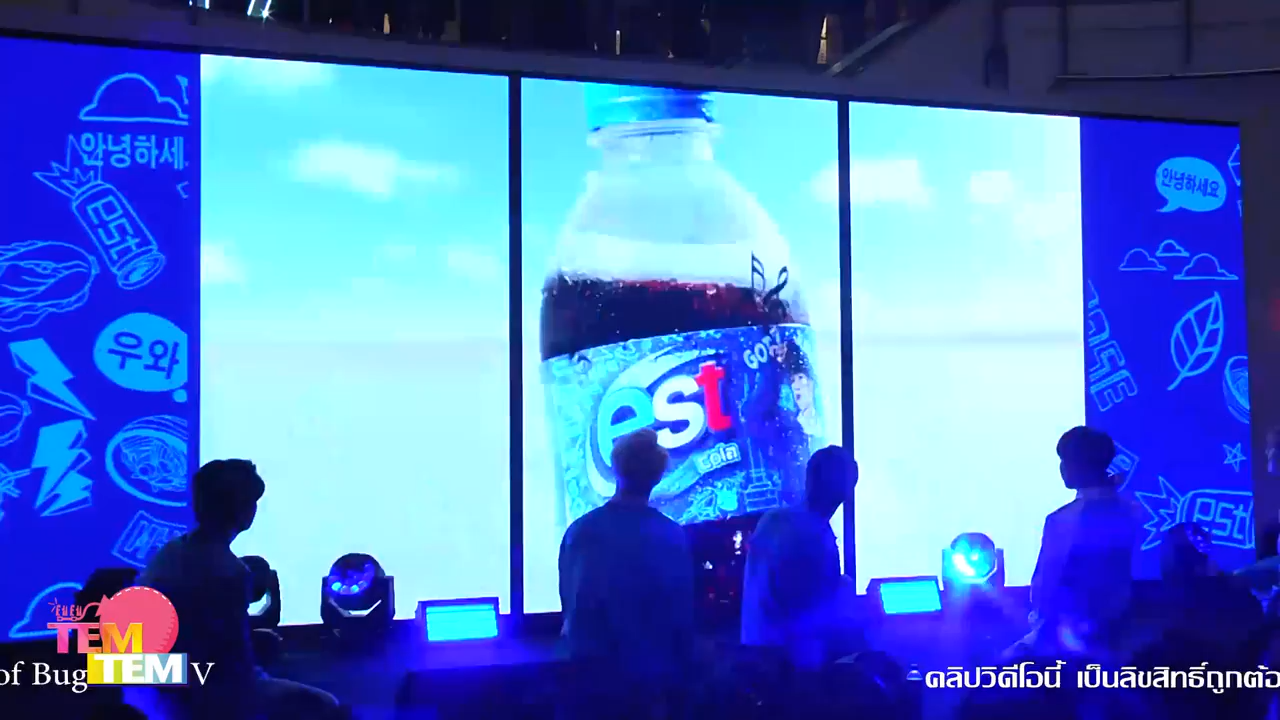 안녕하세
est
우와
est
cola
안녕하세요
est
TEM
TEM
of Bug
V
คลิปวิดีโอนี้ เป็นลิขสิทธิ์ถูกต้อ